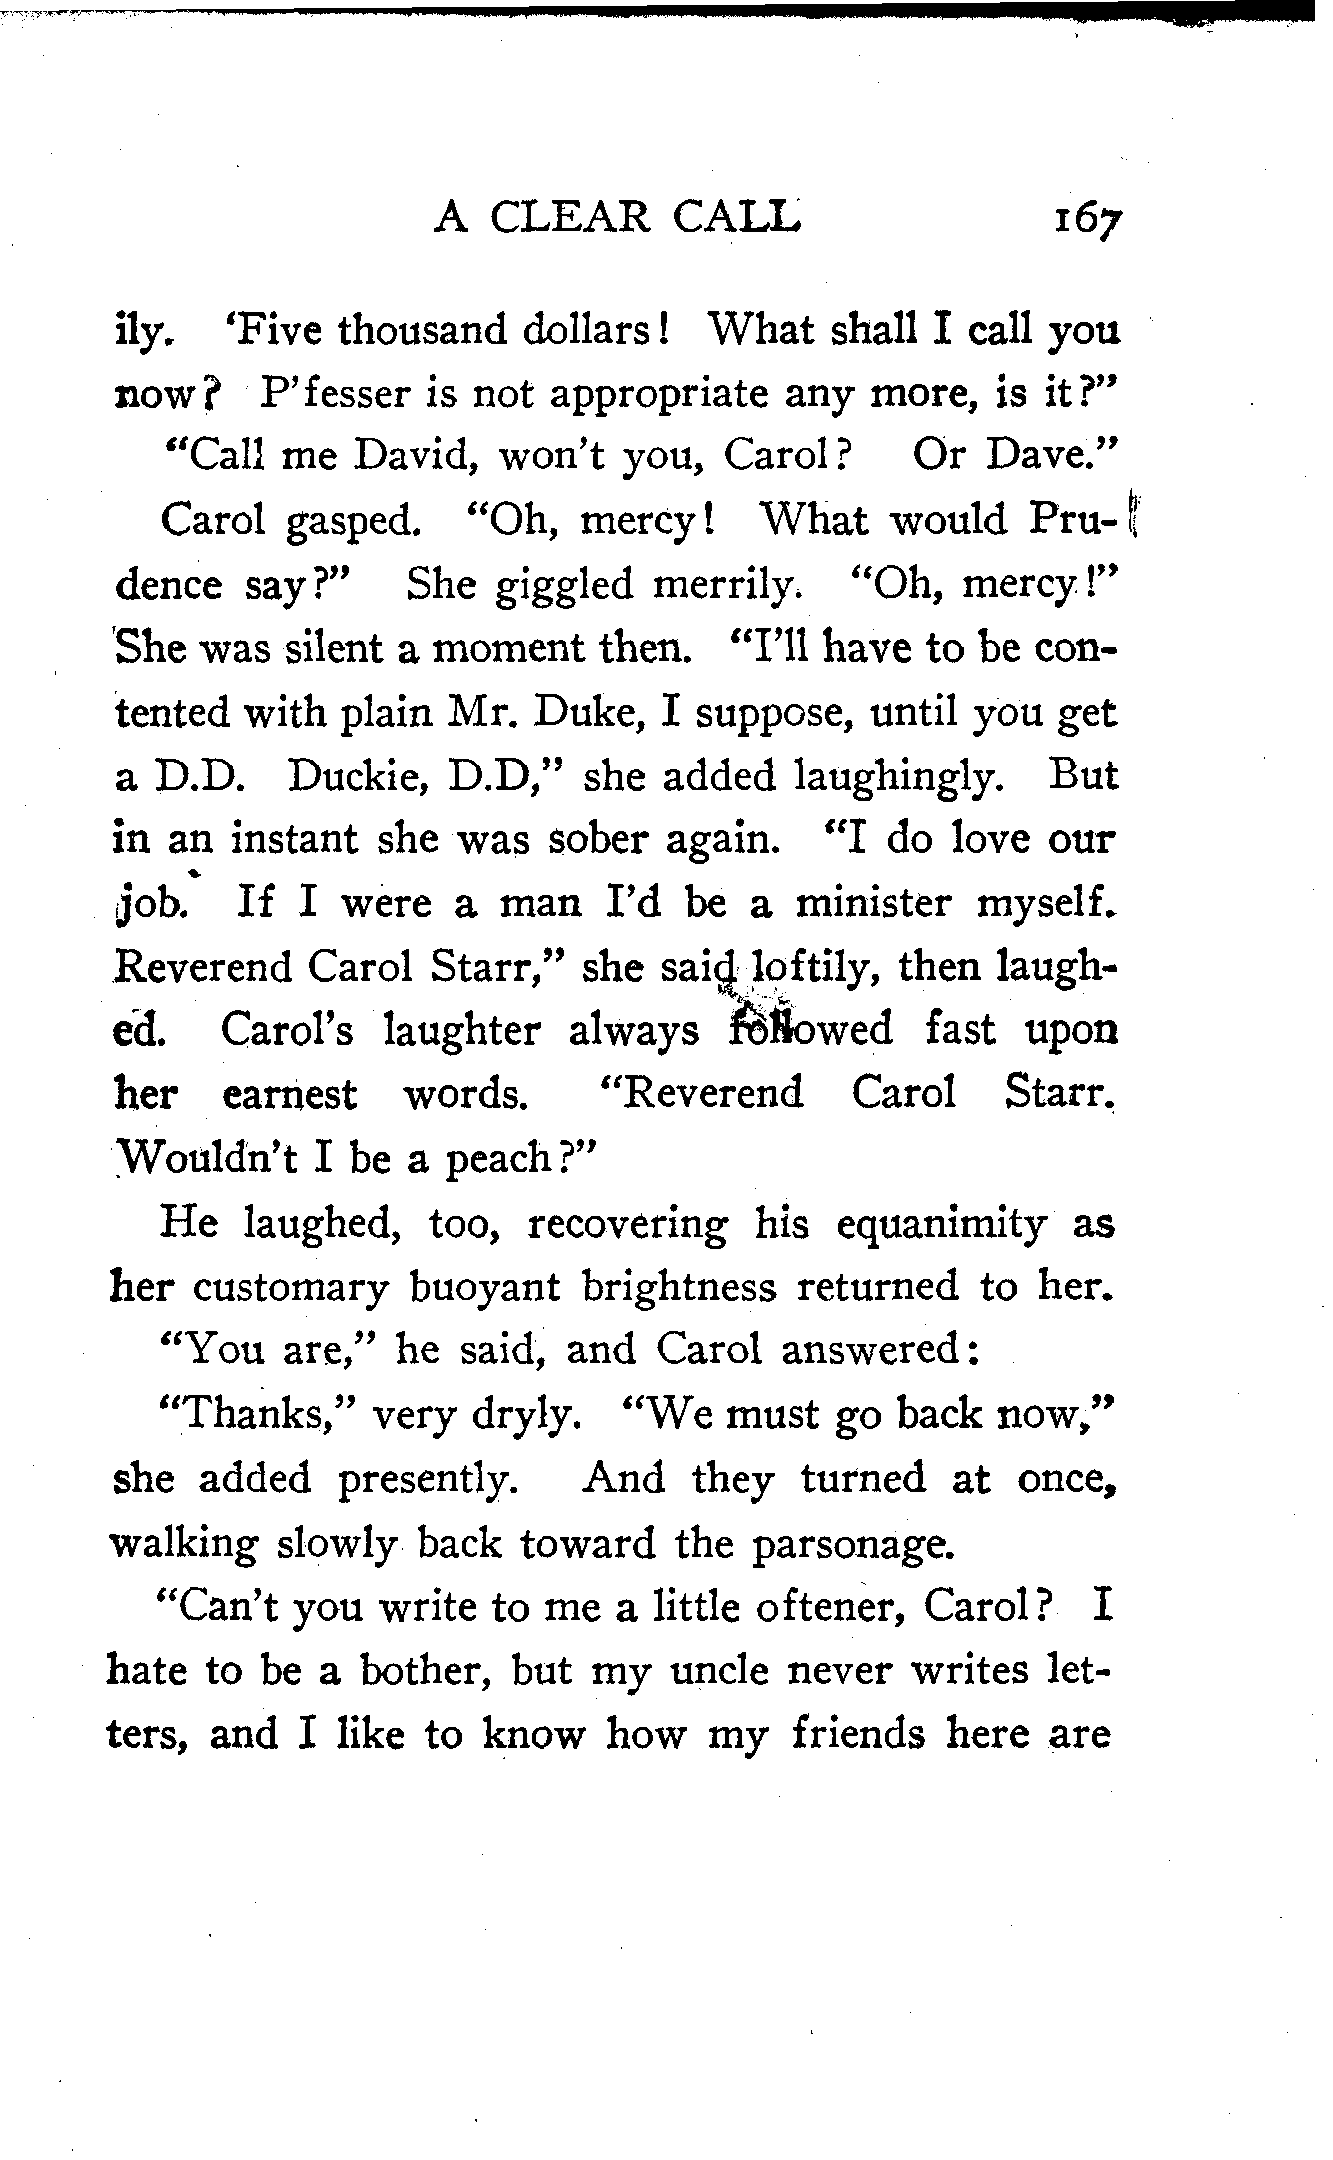 A CLEAR CALL 167
ily. ‘Five thousand dollars! What shall I call you
now? P’fesser is not appropriate any more, is it?”
“Call me David, won’t you, Carol? Or Dave.”
Carol gasped. “Oh, mercy! What would Pru-
dence say?” She giggled merrily. “Oh, mercy!”
She was silent a moment then. “I’ll have to be con-
tented with plain Mr. Duke, I suppose, until you get
a D.D. Duckie, D.D,” she added laughingly. But
in an instant she was sober again. “I do love our
job. If I were a man I’d be a minister myself.
Reverend Carol Starr,” she said loftily, then laugh-
ed. Carol’s laughter always followed fast upon
her earnest words. “Reverend Carol Starr.
Wouldn’t I be a peach?”
He laughed, too, recovering his equanimity as
her customary buoyant brightness returned to her.
“You are,” he said, and Carol answered:
“Thanks,” very dryly. “We must go back now,”
she added presently. And they turned at once,
walking slowly back toward the parsonage.
“Can’t you write to me a little oftener, Carol? I
hate to be a bother, but my uncle never writes let-
ters, and I like to know how my friends here are